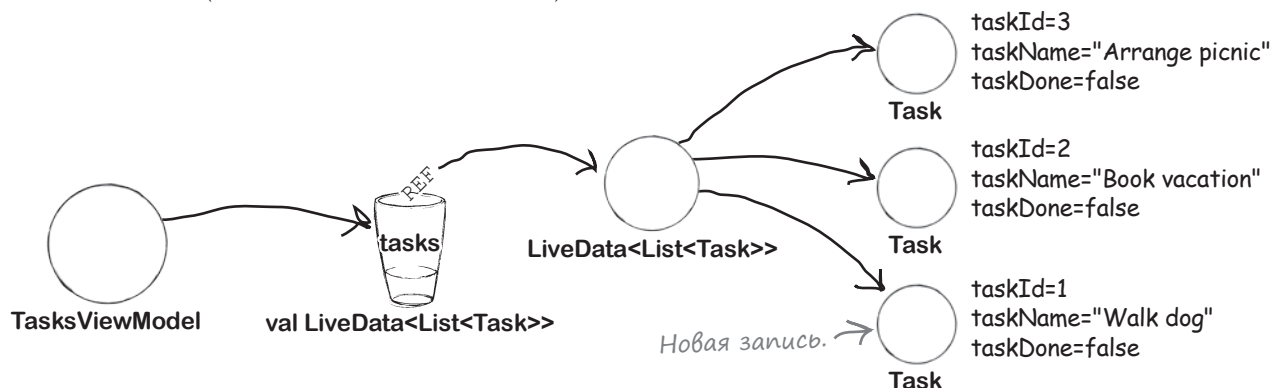 taskId=3
taskName="Arrange picnic"
taskDone=false
Task
taskId=2
taskName="Book vacation"
taskDone=false
Task
REF
tasks
LiveData<List<Task>>
TasksViewModel
val LiveData<List<Task>>
Новая запись.
taskId=1
taskName="Walk dog"
taskDone=false
Task